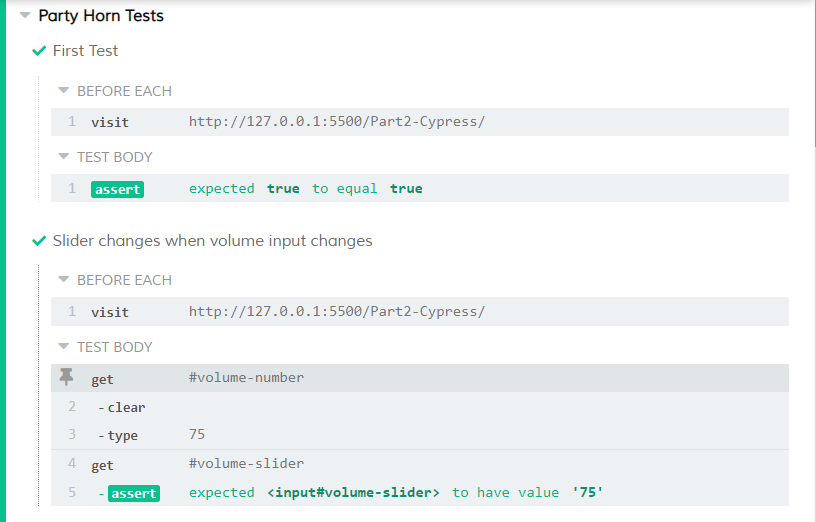 Party Horn Tests
First Test
BEFORE EACH
1 visit http://127.0.0.1:5500/Part2-Cypress/
TEST BODY
1 assert expected true to equal true
Slider changes when volume input changes
BEFORE EACH
1 visit http://127.0.0.1:5500/Part2-Cypress/
TEST BODY
get #volume-number
2 -clear
3 -type 75
4 get #volume-slider
5 -assert expected <input#volume-slider> to have value '75'